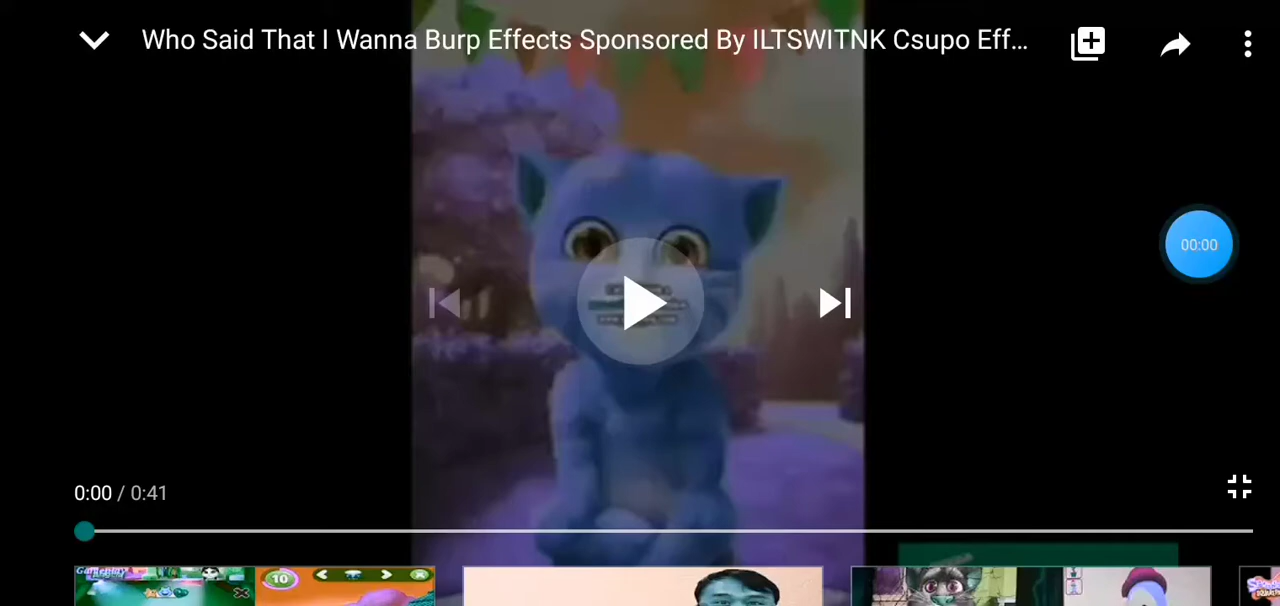 Who Said That I Wanna Burp Effects Sponsored By ILTSWITNK Csupo Eff...
00:00
0:00 / 0:41
10